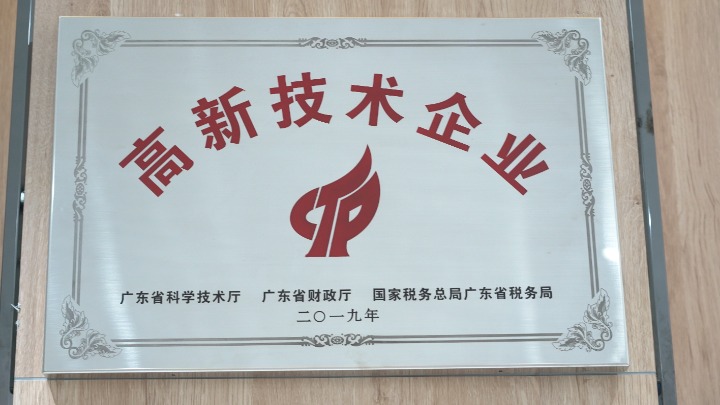 高新技术企业
广东省科学技术厅 广东省财政厅 国家税务总局广东省税务局
二〇一九年